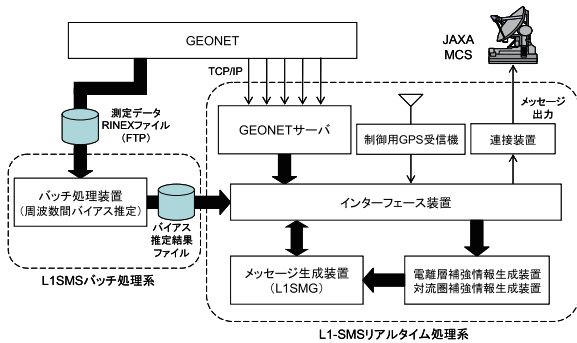 GEONET
JAXA
MCS
TCP/IP
測定データ
RINEXファイル
(FTP)
メッセージ
出力
GEONETサーバ
制御用GPS受信機
連接装置
バッチ処理装置
(周波数間バイアス推定)
インターフェース装置
バイアス
推定結果
ファイル
L1SMSバッチ処理系
メッセージ生成装置
(L1SMG)
電離層補強情報生成装置
対流圏補強情報生成装置
L1-SMSリアルタイム処理系